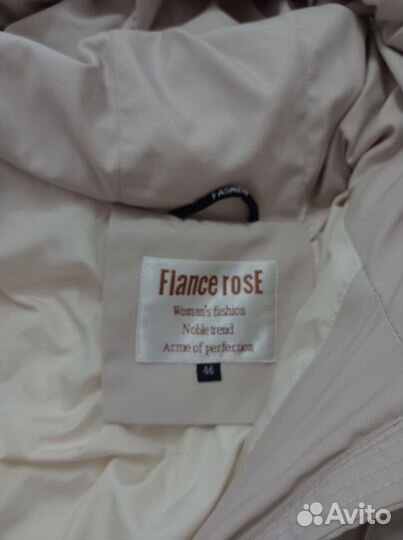 FASHION
Flance rosE
Woman's fashion
Noble trend
Acme of perfection
46
Avito